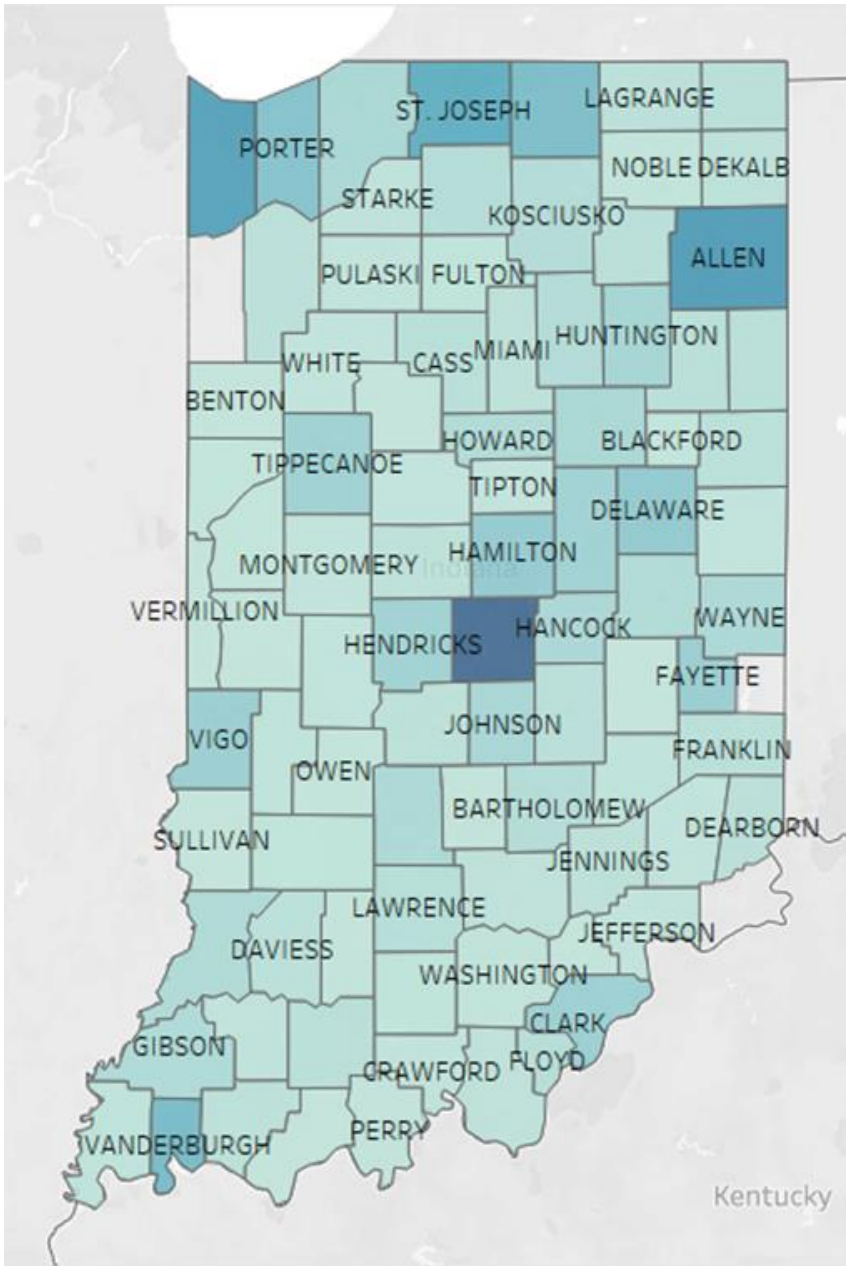 LAGRANGE
ST. JOSEPH
PORTER
NOBLE DEKALB
STARKE
KOSCIUSKO
ALLEN
PULASKI FULTON
HUNTINGTON
MIAMI
WHITE CASS
BENTON
HOWARD BLACKFORD
TIPPECANOE
TIPTON
DELAWARE
HAMILTON
MONTGOMERY
Indiana
VERMILLION
WAYNE
HANCOCK
HENDRICKS
FAYETTE
JOHNSON
VIGO
FRANKLIN
OWEN
BARTHOLOMEW
DEARBORN
SULLIVAN
JENNINGS
LAWRENCE
JEFFERSON
DAVIESS
WASHINGTON
CLARK
GIBSON
FLOYD
CRAWFORD
PERRY
VANDERBURGH
Kentucky